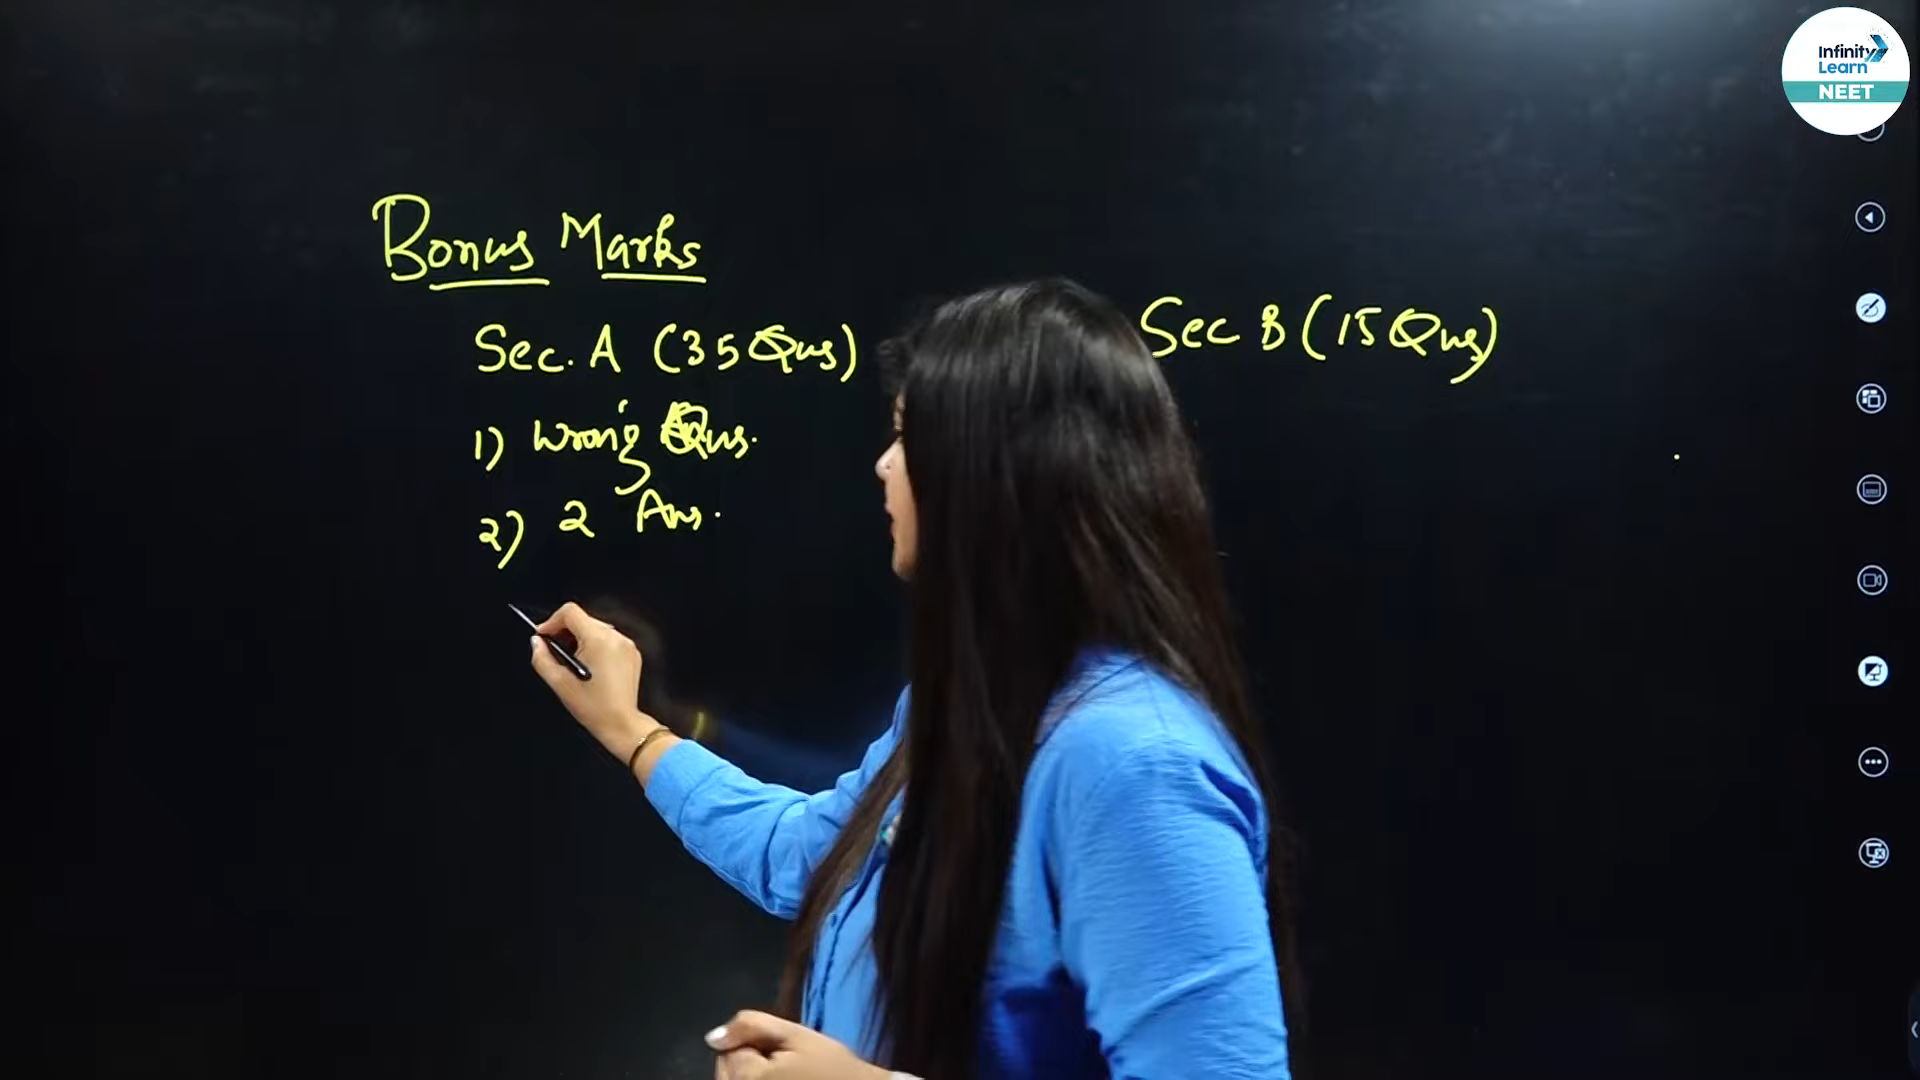 Infinity
Learn
NEET
Bonus Marks
Sec. A (35 Qus)
Sec B (15 Qus)
1) Wrong Qus.
2) 2 Ans.